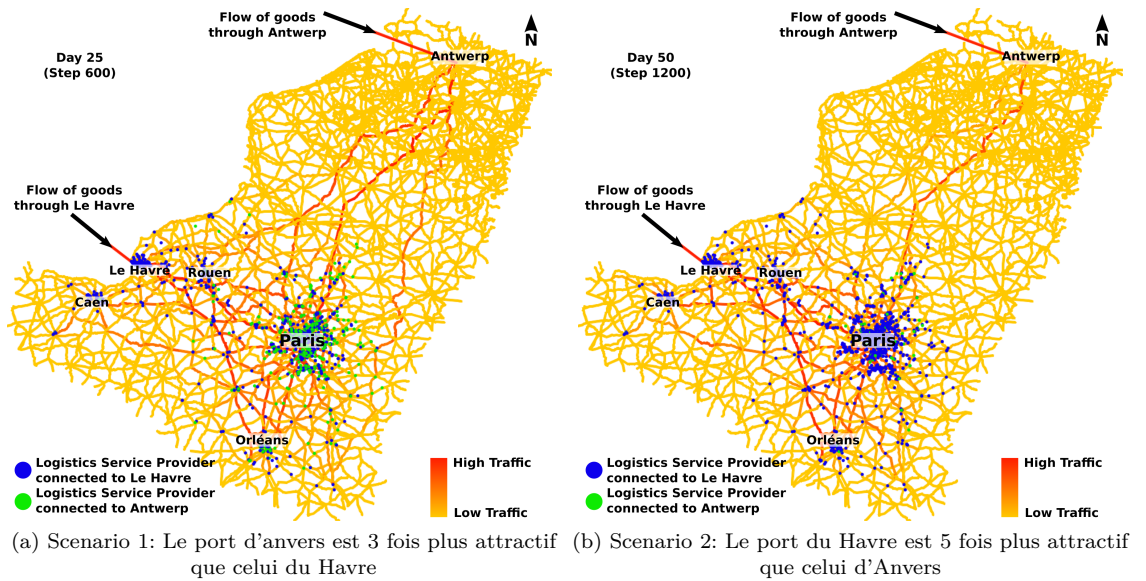 Flow of goods
through Antwerp
N
Antwerp
Day 25
(Step 600)
Flow of goods
through Le Havre
Le Havre
Rouen
Caen
Paris
Orléans
Logistics Service Provider
connected to Le Havre
Logistics Service Provider
connected to Antwerp
High Traffic
Low Traffic
(a) Scenario 1: Le port d'anvers est 3 fois plus attractif
que celui du Havre
Flow of goods
through Antwerp
N
Antwerp
Day 50
(Step 1200)
Flow of goods
through Le Havre
Le Havre
Rouen
Caen
Paris
Orléans
Logistics Service Provider
connected to Le Havre
Logistics Service Provider
connected to Antwerp
High Traffic
Low Traffic
(b) Scenario 2: Le port du Havre est 5 fois plus attractif
que celui d'Anvers